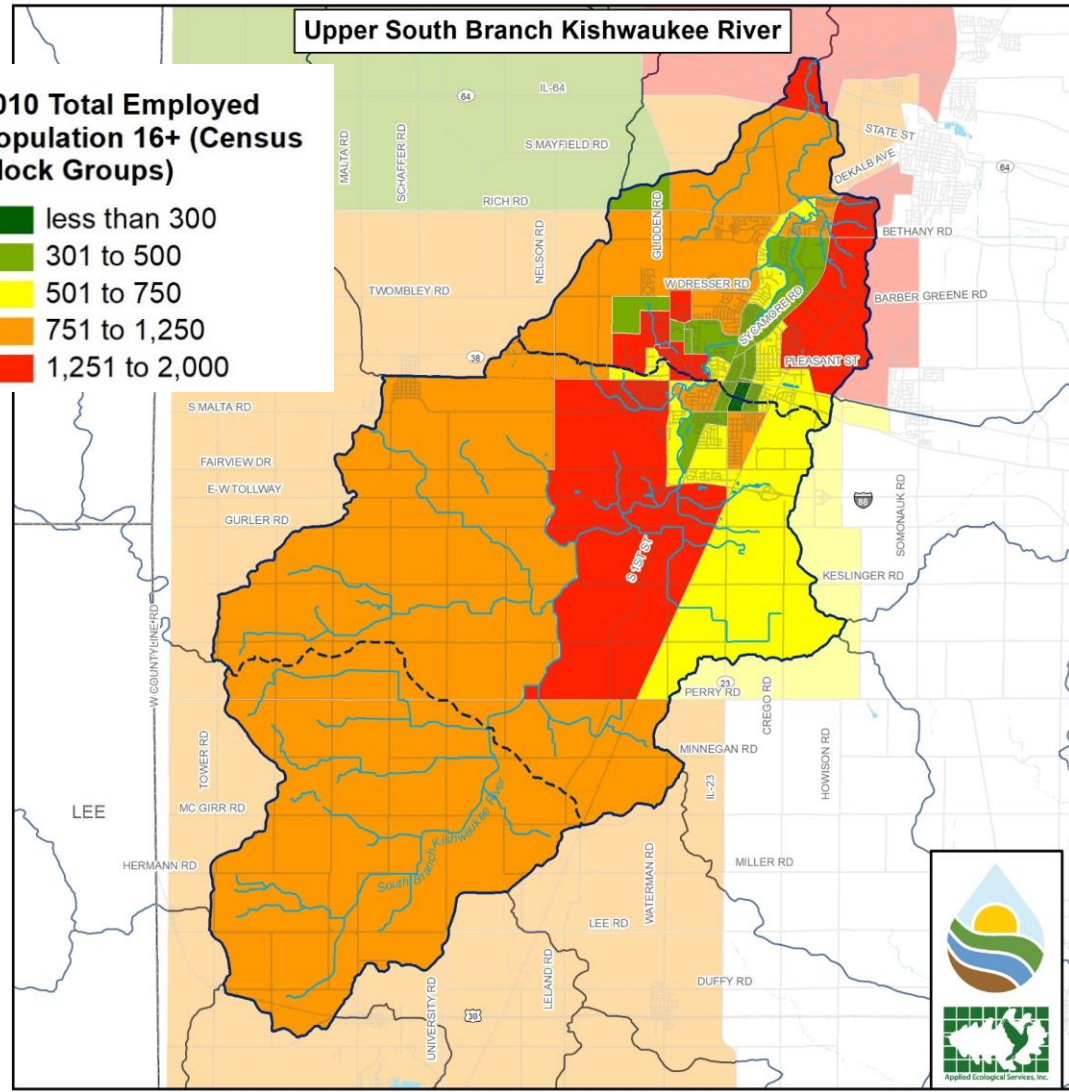 Upper South Branch Kishwaukee River
010 Total Employed
opulation 16+ (Census
lock Groups)
less than 300
301 to 500
501 to 750
751 to 1,250
1,251 to 2,000
64
IL-64
STATE ST
MALTA RD
SCHAFFER RD
S MAYFIELD RD
DEKALB AVE
64
RICH RD
GLIDDEN RD
NELSON RD
BETHANY RD
TWOMBLEY RD
W DRESSER RD
SYCAMORE RD
BARBER GREENE RD
38
PLEASANT ST
S MALTA RD
FAIRVIEW DR
E-W TOLLWAY
88
SOMONAUK RD
GURLER RD
S 1ST ST
KESLINGER RD
W COUNTY LINE RD
23
PERRY RD
CREGO RD
TOWER RD
MINNEGAN RD
IL-23
HOWISON RD
LEE
MC GIRR RD
South Branch Kishwaukee River
HERMANN RD
WATERMAN RD
MILLER RD
LEE RD
LELAND RD
UNIVERSITY RD
DUFFY RD
30
Applied Ecological Services, Inc.